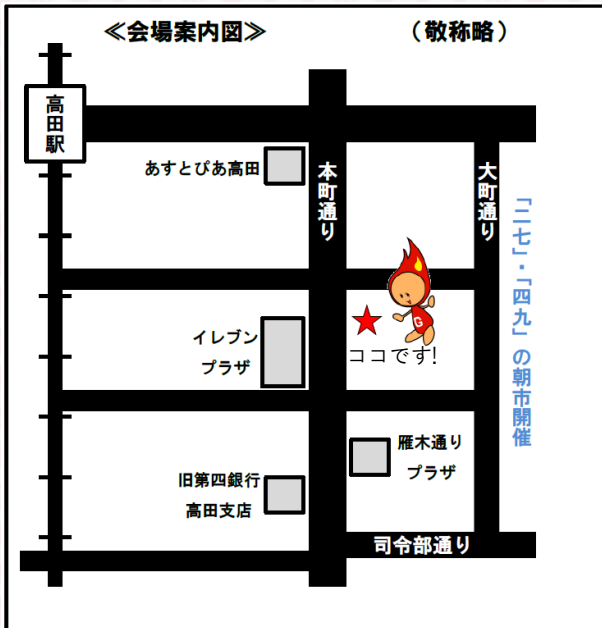 ≪会場案内図≫ （敬称略）
高田駅
あすとぴあ高田
本町通り
大町通り
「二七」・「四九」の朝市開催
G
ココです!
イレブン
プラザ
雁木通り
プラザ
旧第四銀行
高田支店
司令部通り